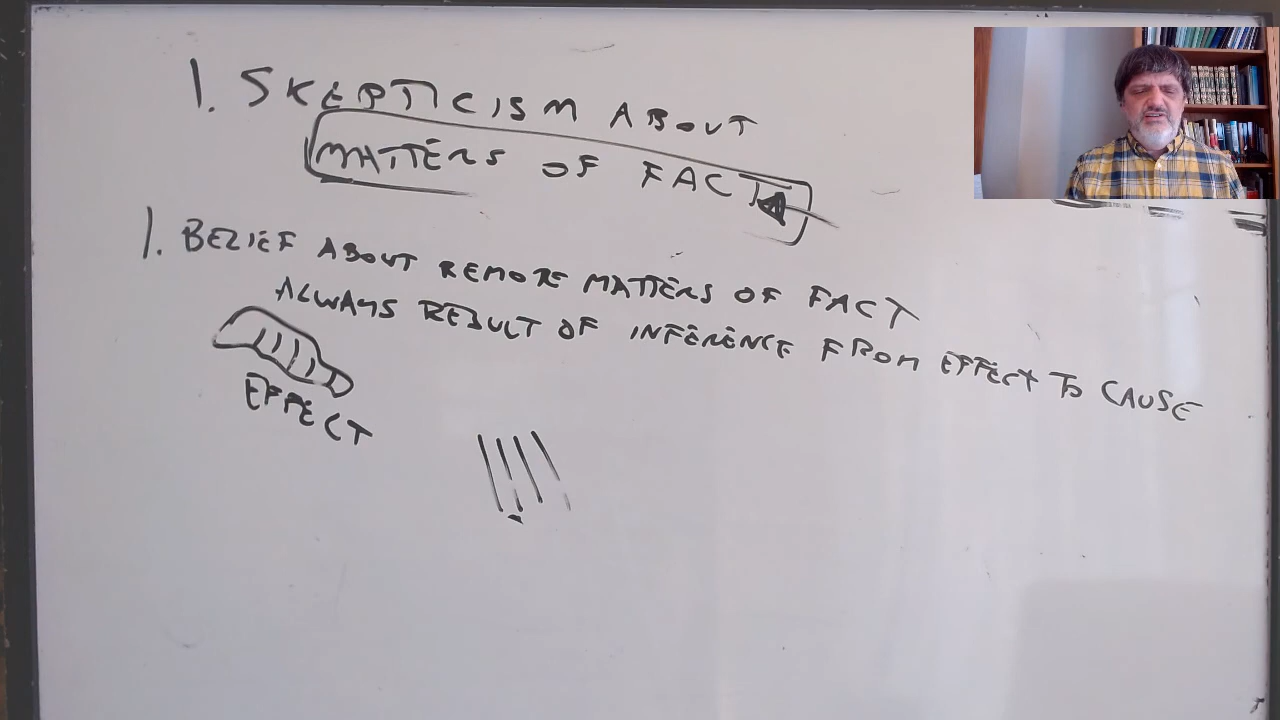 1. SKEPTICISM ABOUT
MATTERS OF FACT
1. BELIEF ABOUT REMOTE MATTERS OF FACT
ALWAYS RESULT OF INFERENCE FROM EFFECT TO CAUSE
EFFECT